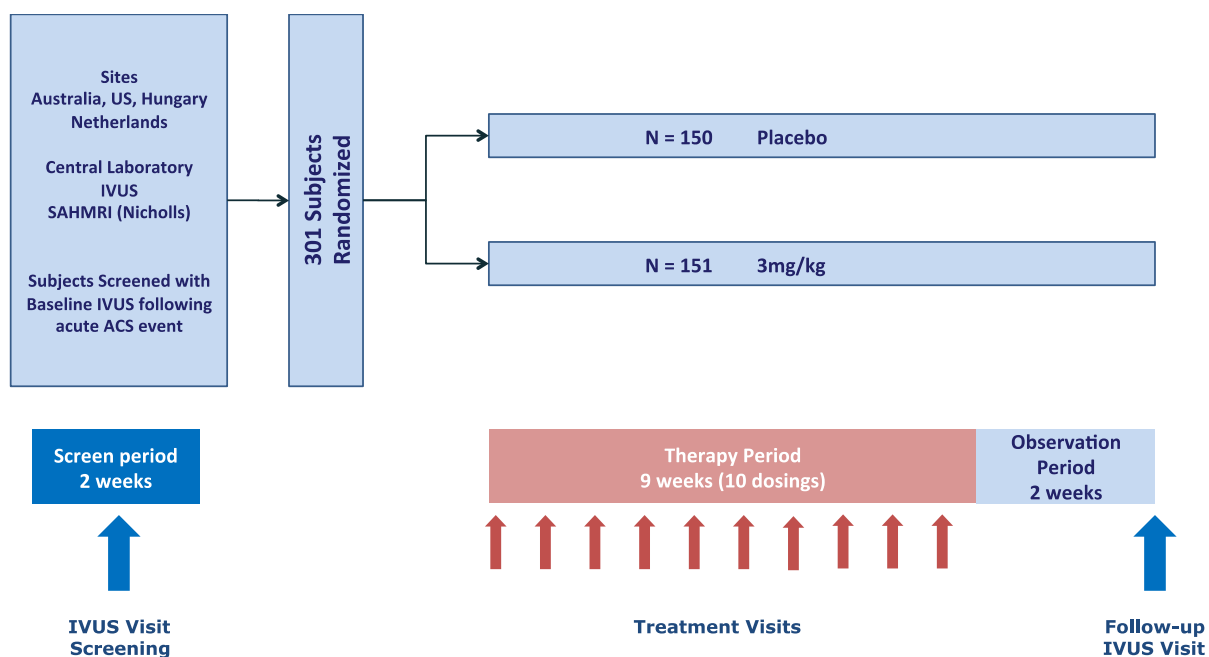 Sites
Australia, US, Hungary
Netherlands
Central Laboratory
IVUS
SAHMRI (Nicholls)
Subjects Screened with
Baseline IVUS following
acute ACS event
301 Subjects
Randomized
N = 150 Placebo
N = 151 3mg/kg
Screen period
2 weeks
Therapy Period
9 weeks (10 dosings)
Observation
Period
2 weeks
IVUS Visit
Screening
Treatment Visits
Follow-up
IVUS Visit